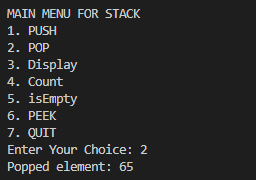 MAIN MENU FOR STACK
1. PUSH
2. POP
3. Display
4. Count
5. isEmpty
6. PEEK
7. QUIT
Enter Your Choice: 2
Popped element: 65